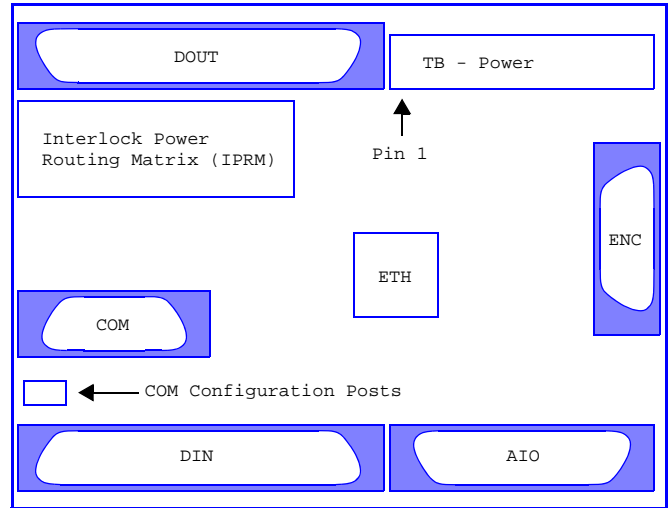 DOUT
TB - Power
Interlock Power
Routing Matrix (IPRM)
Pin 1
ENC
ETH
COM
COM Configuration Posts
DIN
AIO